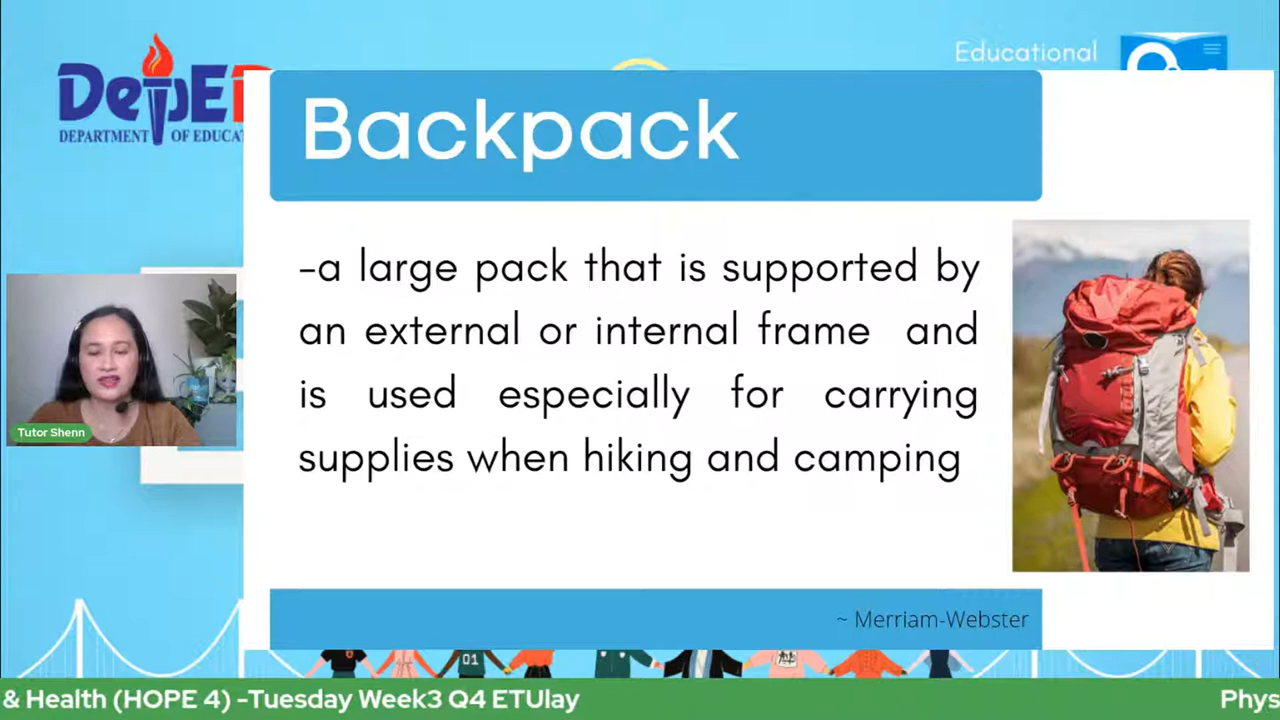 Educational
DEPARTMENT OF EDUCAT
Backpack
-a large pack that is supported by
an external or internal frame and
is used especially for carrying
supplies when hiking and camping
Tutor Shenn
~ Merriam-Webster
01
& Health (HOPE 4) -Tuesday Week3 Q4 ETUlay
Phys